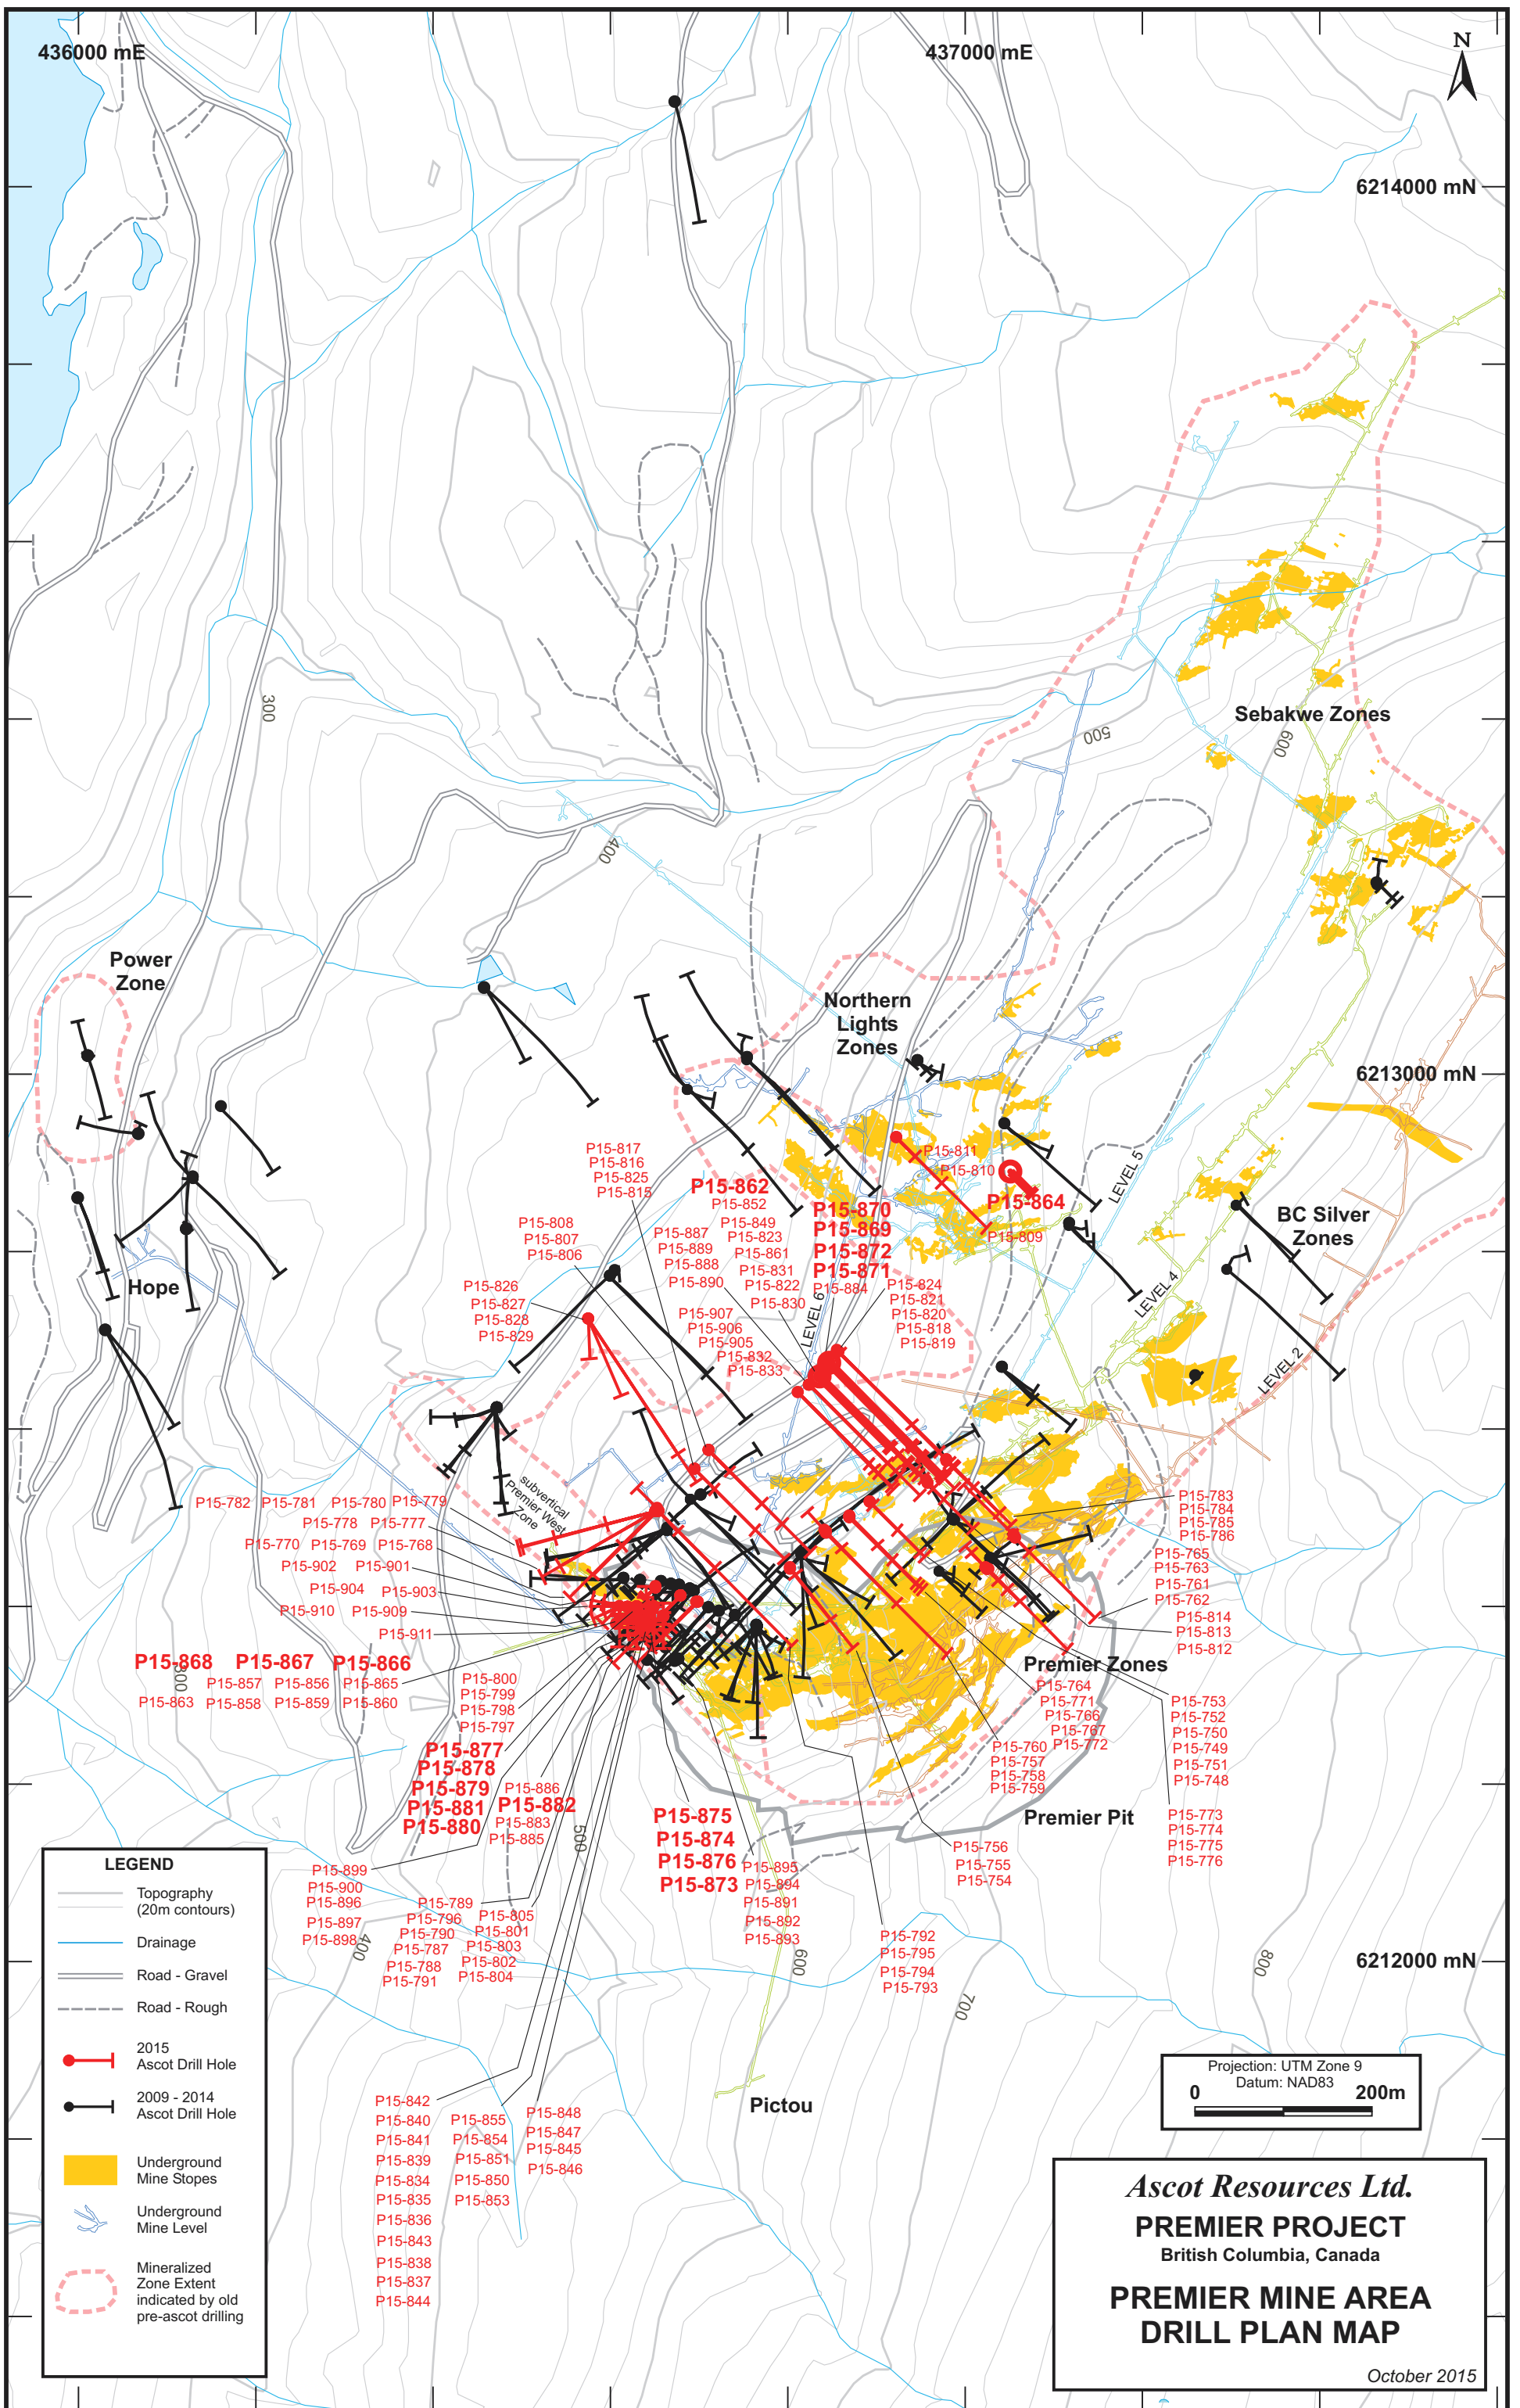 436000 mE
437000 mE
N
6214000 mN
Sebakwe Zones
300
500
600
400
Power
Zone
Northern
Lights
Zones
6213000 mN
P15-817
P15-816
P15-825
P15-815
P15-811
P15-810
P15-864
P15-809
LEVEL 5
P15-862
P15-852
P15-870
P15-869
P15-872
P15-871
P15-884
BC Silver
Zones
P15-808
P15-807
P15-806
P15-887
P15-889
P15-888
P15-890
P15-849
P15-823
P15-861
P15-831
P15-822
P15-830
LEVEL 6
P15-824
P15-821
P15-820
P15-818
P15-819
LEVEL 4
LEVEL 2
Hope
P15-826
P15-827
P15-828
P15-829
P15-907
P15-906
P15-905
P15-832
P15-833
subvertical
Premier West
Zone
P15-782 P15-781 P15-780 P15-779
P15-778 P15-777
P15-770 P15-769 P15-768
P15-902 P15-901
P15-904 P15-903
P15-910 P15-909
P15-911
P15-783
P15-784
P15-785
P15-786
P15-765
P15-763
P15-761
P15-762
P15-814
P15-813
P15-812
P15-868 P15-867 P15-866
P15-857 P15-856 P15-865
P15-863 P15-858 P15-859 P15-860
300
P15-800
P15-799
P15-798
P15-797
Premier Zones
P15-764
P15-771
P15-766
P15-767
P15-772
P15-753
P15-752
P15-750
P15-749
P15-751
P15-748
P15-760
P15-757
P15-758
P15-759
P15-877
P15-878
P15-879
P15-881
P15-880
P15-886
P15-882
P15-883
P15-885
P15-875
P15-874
P15-876
P15-873
Premier Pit
P15-773
P15-774
P15-775
P15-776
500
P15-895
P15-894
P15-891
P15-892
P15-893
P15-756
P15-755
P15-754
P15-899
P15-900
P15-896
P15-897
P15-898
P15-789
P15-796
P15-790
P15-787
P15-788
P15-791
P15-805
P15-801
P15-803
P15-802
P15-804
P15-792
P15-795
P15-794
P15-793
400
600
700
800
6212000 mN
LEGEND
Topography
(20m contours)
Drainage
Road - Gravel
Road - Rough
2015
Ascot Drill Hole
2009 - 2014
Ascot Drill Hole
Underground
Mine Stopes
Underground
Mine Level
Mineralized
Zone Extent
indicated by old
pre-ascot drilling
P15-842
P15-840
P15-841
P15-839
P15-834
P15-835
P15-836
P15-843
P15-838
P15-837
P15-844
P15-855
P15-854
P15-851
P15-850
P15-853
P15-848
P15-847
P15-845
P15-846
Pictou
Projection: UTM Zone 9
Datum: NAD83
0 200m
Ascot Resources Ltd.
PREMIER PROJECT
British Columbia, Canada
PREMIER MINE AREA
DRILL PLAN MAP
October 2015